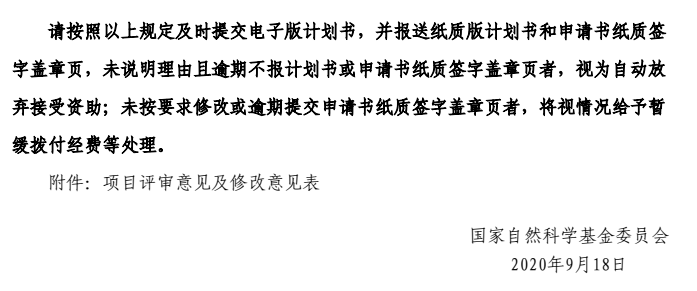 请按照以上规定及时提交电子版计划书，并报送纸质版计划书和申请书纸质签
字盖章页，未说明理由且逾期不报计划书或申请书纸质签字盖章页者，视为自动放
弃接受资助；未按要求修改或逾期提交申请书纸质签字盖章页者，将视情况给予暂
缓拨付经费等处理。
附件：项目评审意见及修改意见表
国家自然科学基金委员会
2020年9月18日